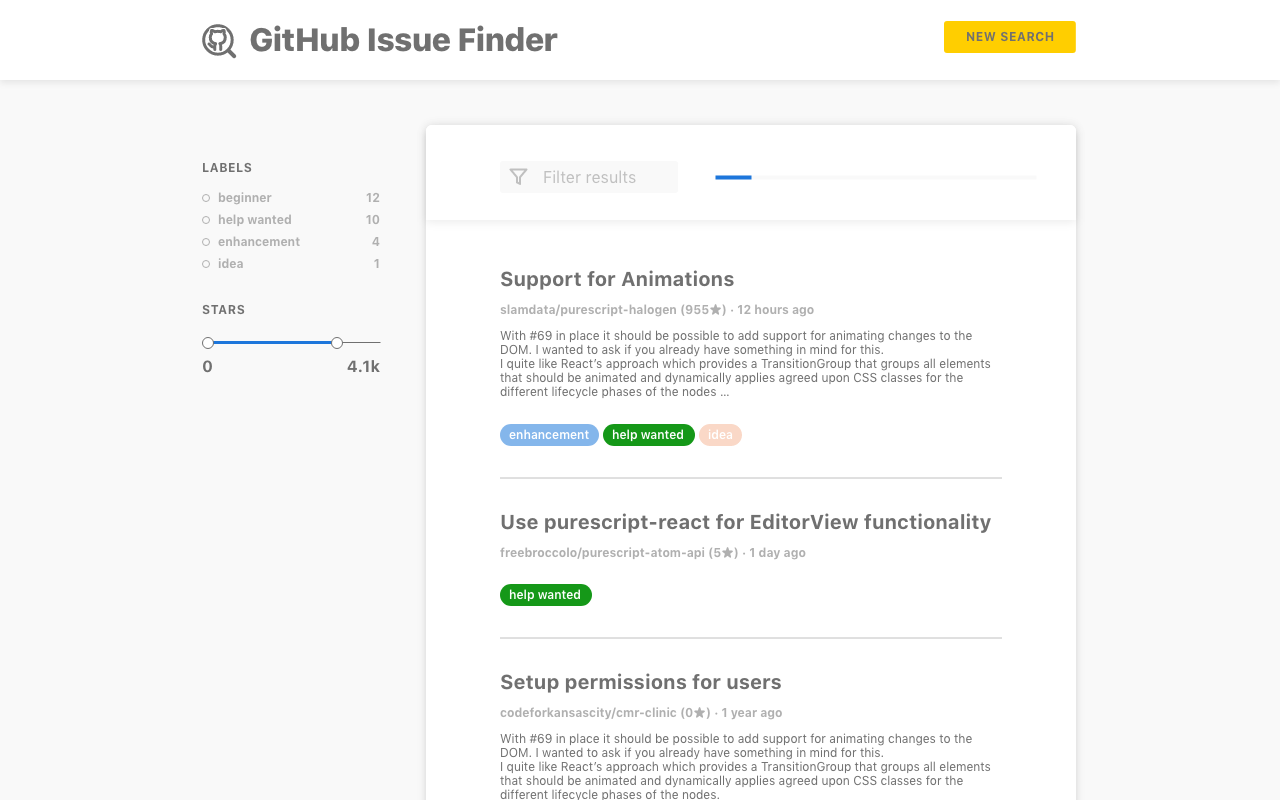 GitHub Issue Finder
NEW SEARCH
LABELS
beginner 12
help wanted 10
enhancement 4
idea 1
STARS
0 4.1k
Filter results
Support for Animations
slamdata/purescript-halogen (955★) · 12 hours ago
With #69 in place it should be possible to add support for animating changes to the
DOM. I wanted to ask if you already have something in mind for this.
I quite like React’s approach which provides a TransitionGroup that groups all elements
that should be animated and dynamically applies agreed upon CSS classes for the
different lifecycle phases of the nodes ...
enhancement help wanted idea
Use purescript-react for EditorView functionality
freebroccolo/purescript-atom-api (5★) · 1 day ago
help wanted
Setup permissions for users
codeforkansascity/cmr-clinic (0★) · 1 year ago
With #69 in place it should be possible to add support for animating changes to the
DOM. I wanted to ask if you already have something in mind for this.
I quite like React’s approach which provides a TransitionGroup that groups all elements
that should be animated and dynamically applies agreed upon CSS classes for the
different lifecycle phases of the nodes.